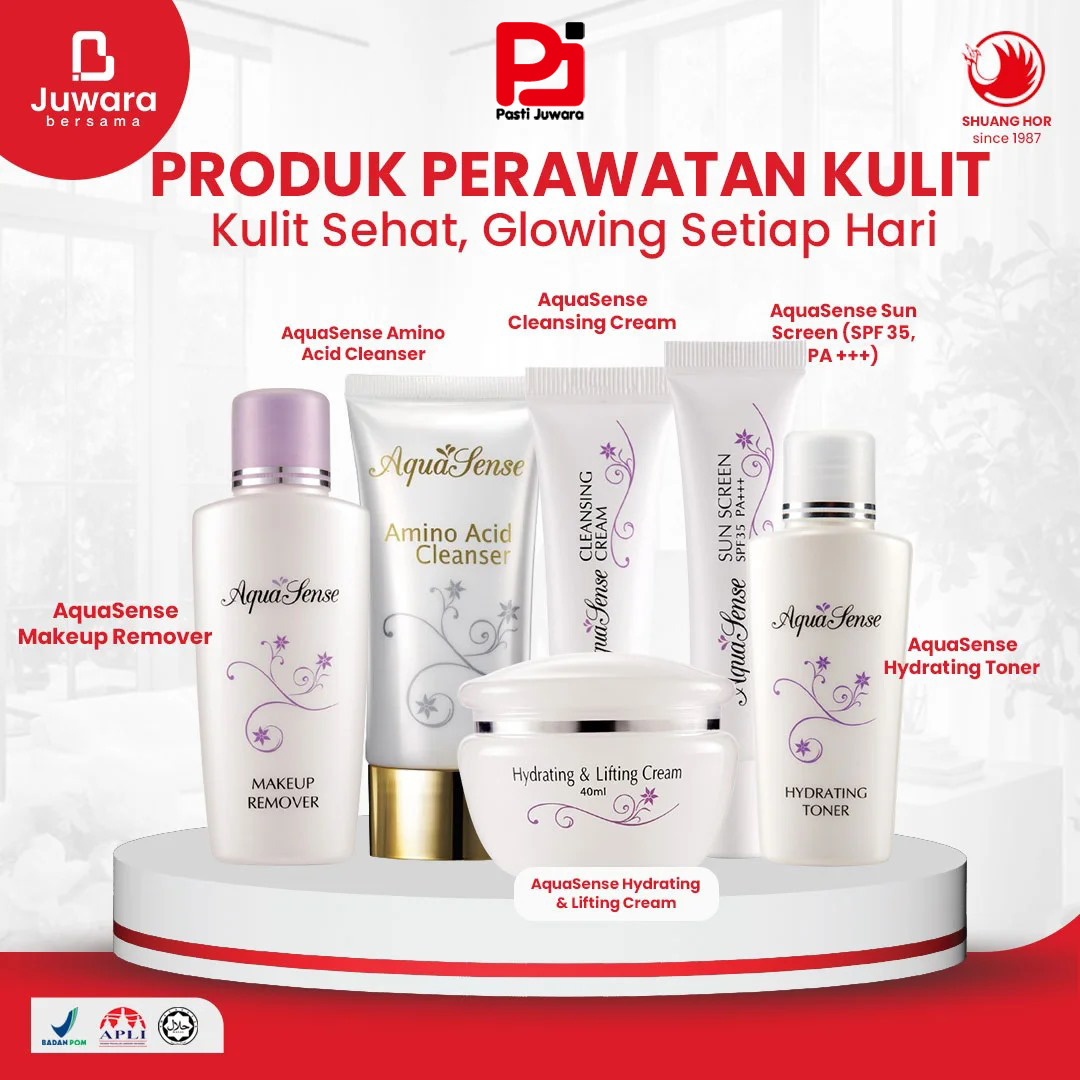 Juwara
bersama
Pasti Juwara
SHUANG HOR
since 1987
PRODUK PERAWATAN KULIT
Kulit Sehat, Glowing Setiap Hari
AquaSense Amino
Acid Cleanser
AquaSense
Cleansing Cream
AquaSense Sun
Screen (SPF 35,
PA +++)
AquaSense
Makeup Remover
AquaSense
Hydrating Toner
AquaSense
MAKEUP
REMOVER
AquaSense
Amino Acid
Cleanser
AquaSense CLEANSING
CREAM
AquaSense SUN SCREEN
SPF35 PA+++
AquaSense
HYDRATING
TONER
Hydrating & Lifting Cream
40ml
AquaSense Hydrating
& Lifting Cream
BADAN POM
APLI
حلال